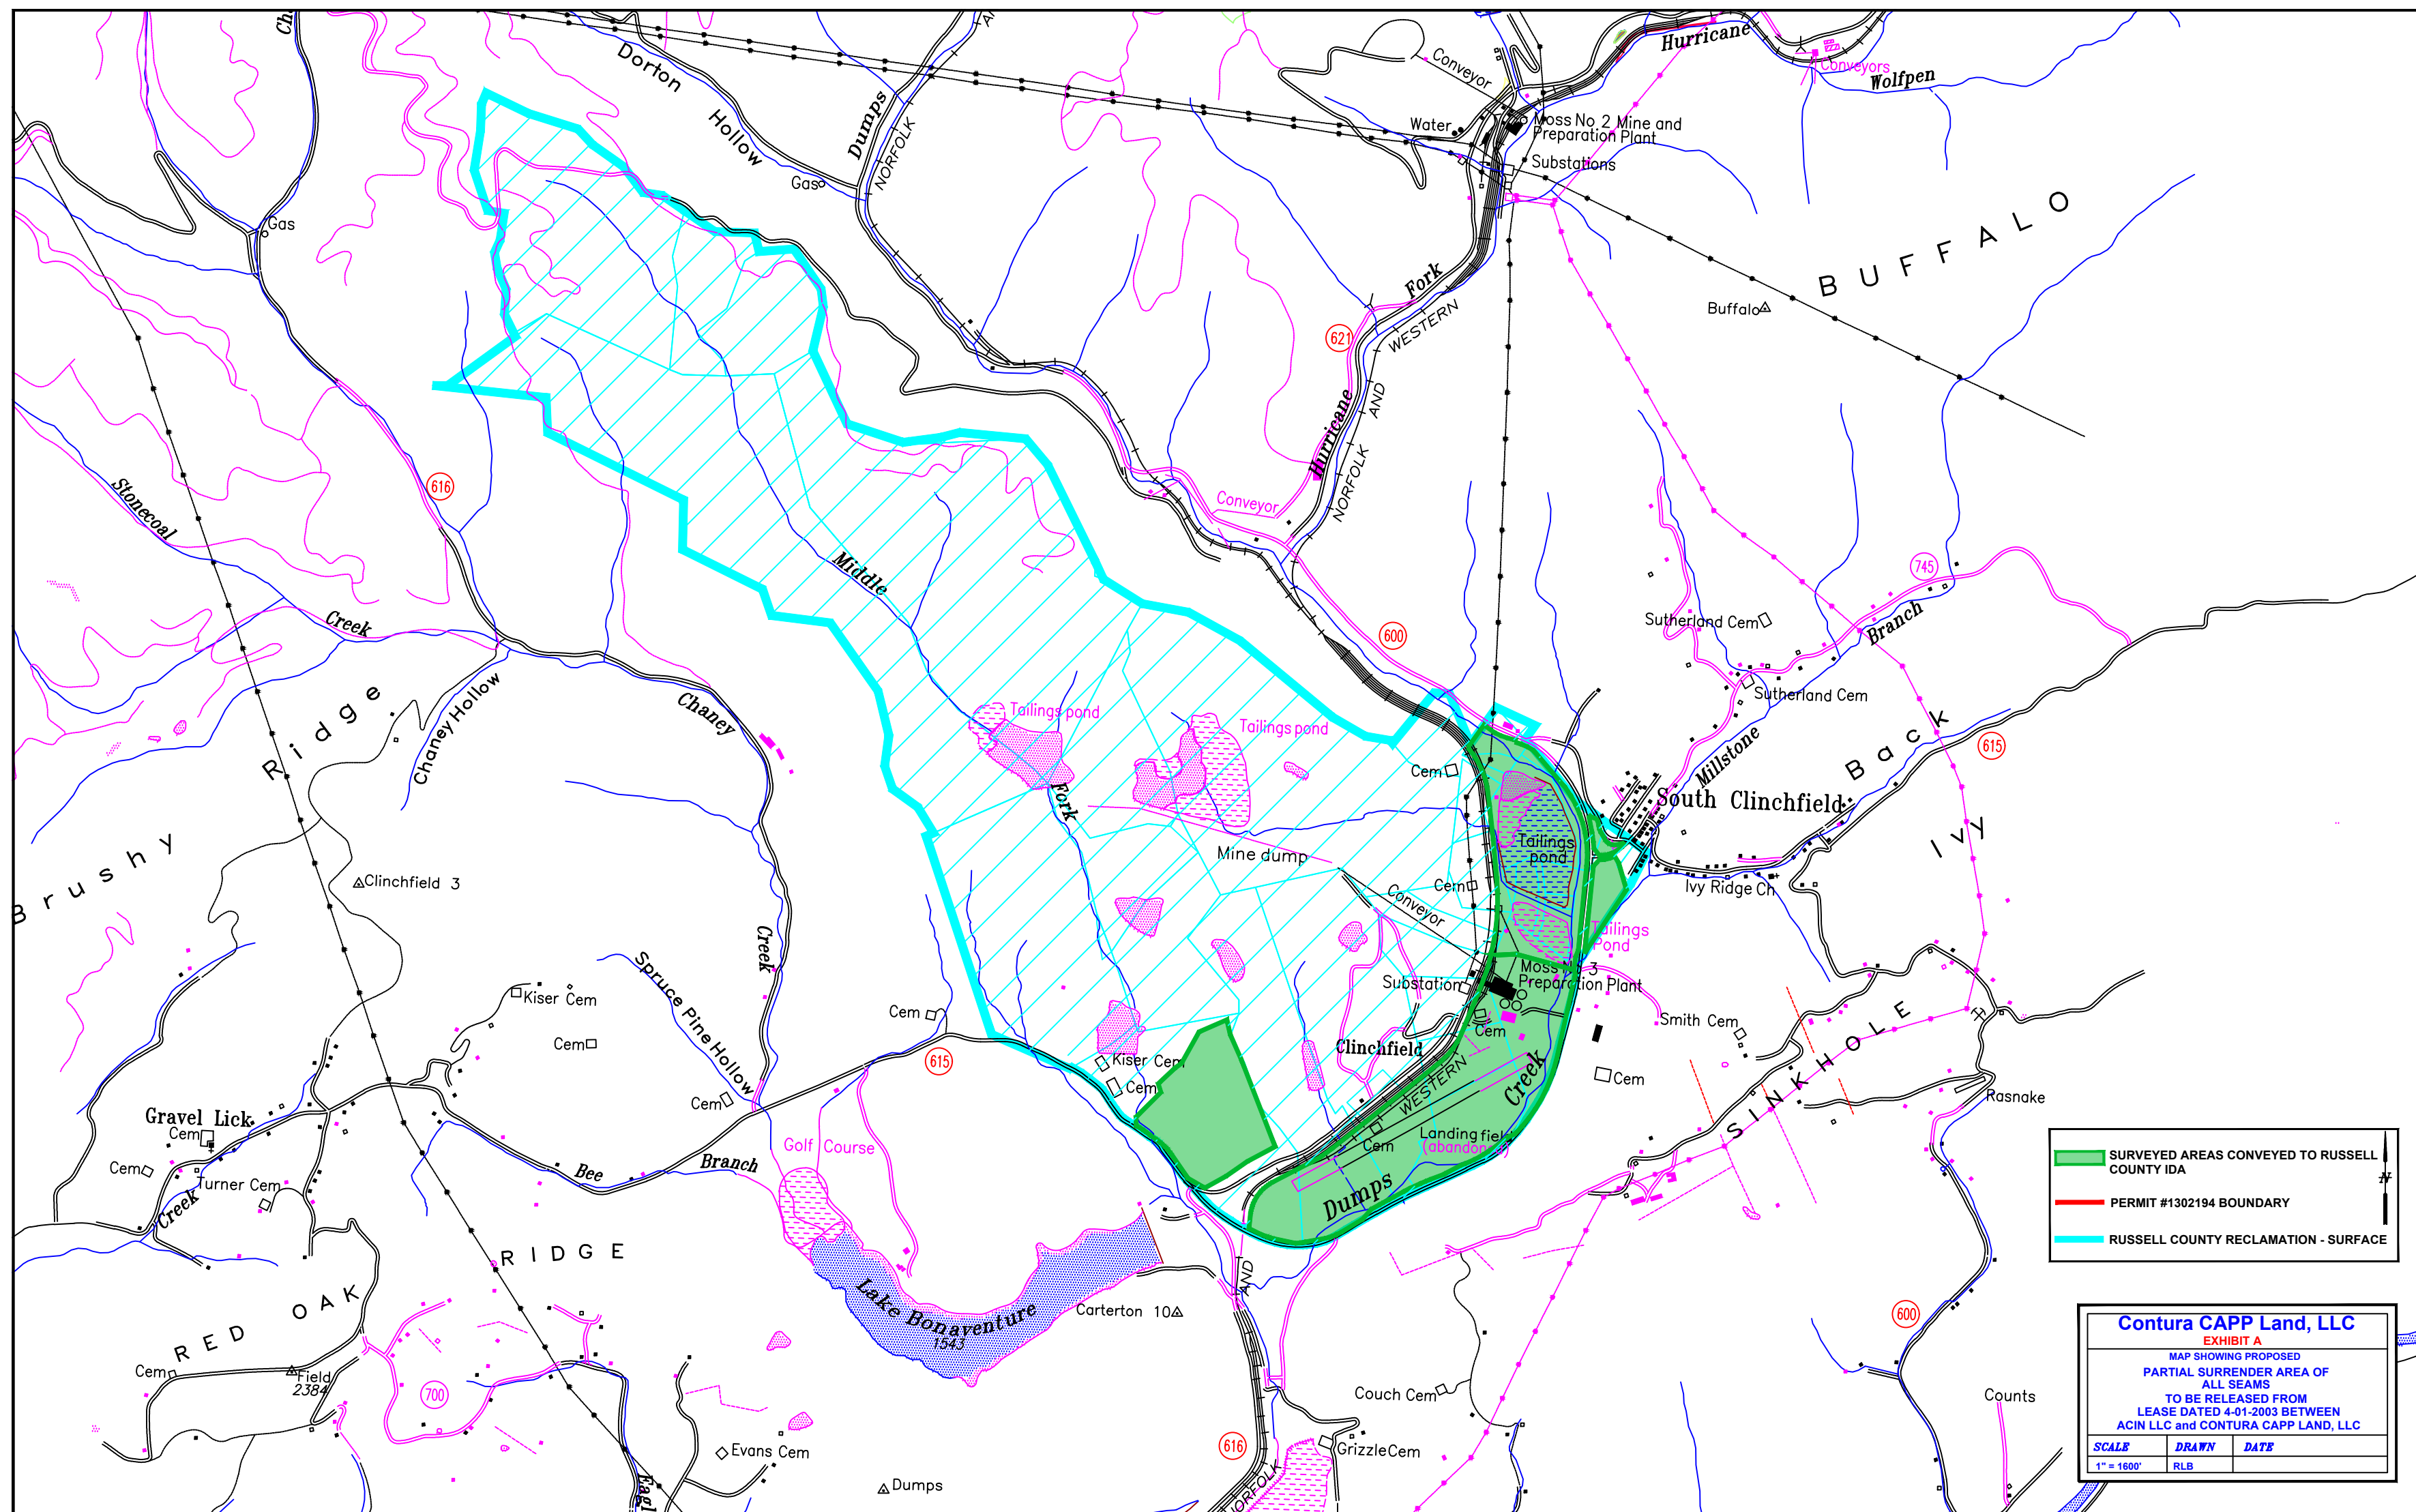 Dorton
Hollow
Dumps
NORFOLK
Gas
Gas
Conveyor
Water
Moss No 2 Mine and
Preparation Plant
Substations
Hurricane
Conveyors
Wolfpen
BUFFALO
Buffalo
Fork
WESTERN
621
AND
Hurricane
NORFOLK
Conveyor
616
Stonecoal
Creek
Middle
600
745
Sutherland Cem
Branch
Sutherland Cem
Ridge
Chaney Hollow
Chaney
Tailings pond
Tailings pond
Fork
Cem
Millstone
Back
615
South Clinchfield
Ivy
Brushy
Clinchfield 3
Mine dump
Tailings
pond
Cem
Conveyor
Ivy Ridge Ch
Tailings
Pond
Creek
Spruce Pine Hollow
Kiser Cem
Cem
Cem
Substation
Moss No 3
Preparation Plant
Cem
Smith Cem
SINKHOLE
Clinchfield
615
Kiser Cem
Cem
Cem
WESTERN
Creek
Cem
Rasnake
Gravel Lick
Cem
Cem
Turner Cem
Creek
Golf Course
Cem
Landing field
(abandoned)
Bee
Branch
Dumps
RIDGE
RED OAK
AND
Lake Bonaventure
1543
Carterton 10
600
Cem
Field
2384
700
Couch Cem
Counts
Evans Cem
616
Grizzle Cem
Dumps
NORFOLK
SURVEYED AREAS CONVEYED TO RUSSELL
COUNTY IDA
N
PERMIT #1302194 BOUNDARY
RUSSELL COUNTY RECLAMATION - SURFACE
Contura CAPP Land, LLC
EXHIBIT A
MAP SHOWING PROPOSED
PARTIAL SURRENDER AREA OF
ALL SEAMS
TO BE RELEASED FROM
LEASE DATED 4-01-2003 BETWEEN
ACIN LLC and CONTURA CAPP LAND, LLC
SCALE DRAWN DATE
1" = 1600' RLB